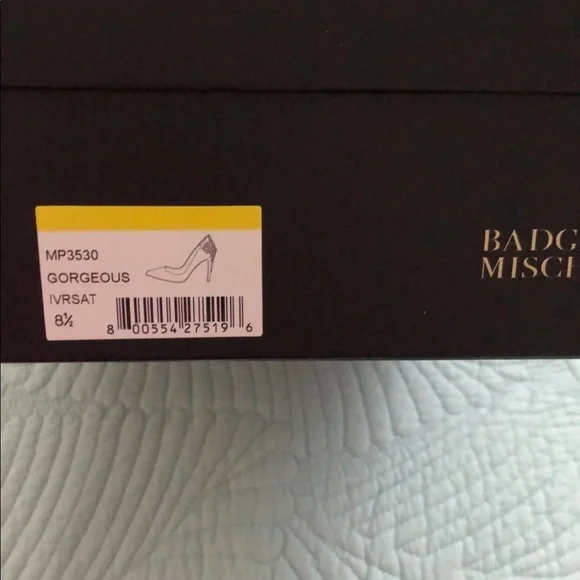 MP3530
GORGEOUS
IVRSAT
8½
8 00554 27519 6
BADG
MISCH